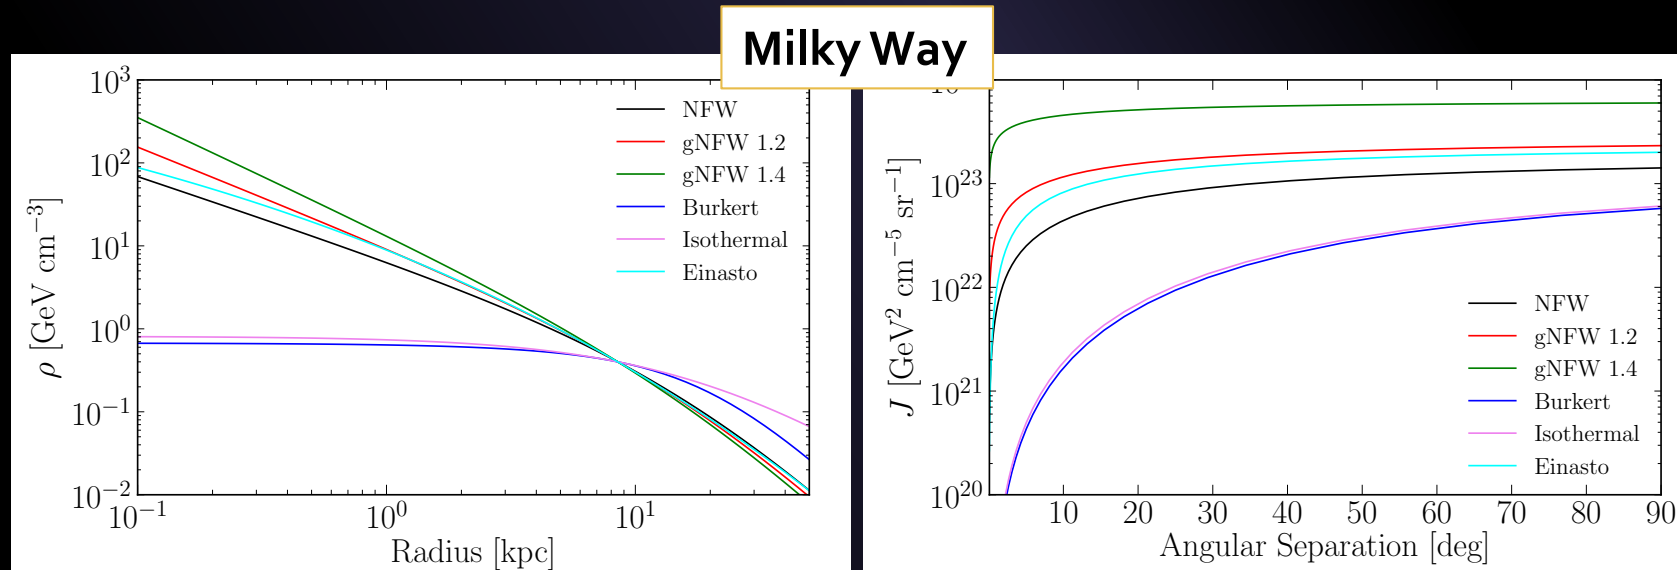 Milky Way
10^3
10^2
10^1
10^0
10^−1
10^−2
ρ [GeV cm^−3]
NFW
gNFW 1.2
gNFW 1.4
Burkert
Isothermal
Einasto
10^−1 10^0 10^1
Radius [kpc]
10^23
10^22
10^21
10^20
J [GeV^2 cm^−5 sr^−1]
NFW
gNFW 1.2
gNFW 1.4
Burkert
Isothermal
Einasto
10 20 30 40 50 60 70 80 90
Angular Separation [deg]